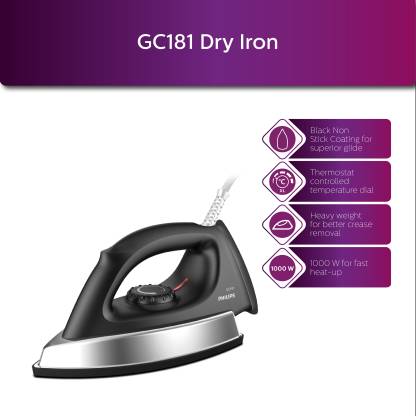 GC181 Dry Iron
Black Non
Stick Coating for
superior glide
Thermostat
controlled
temperature dial
°C
Heavy weight
for better crease
removal
1000 W
1000 W for fast
heat-up
PHILIPS